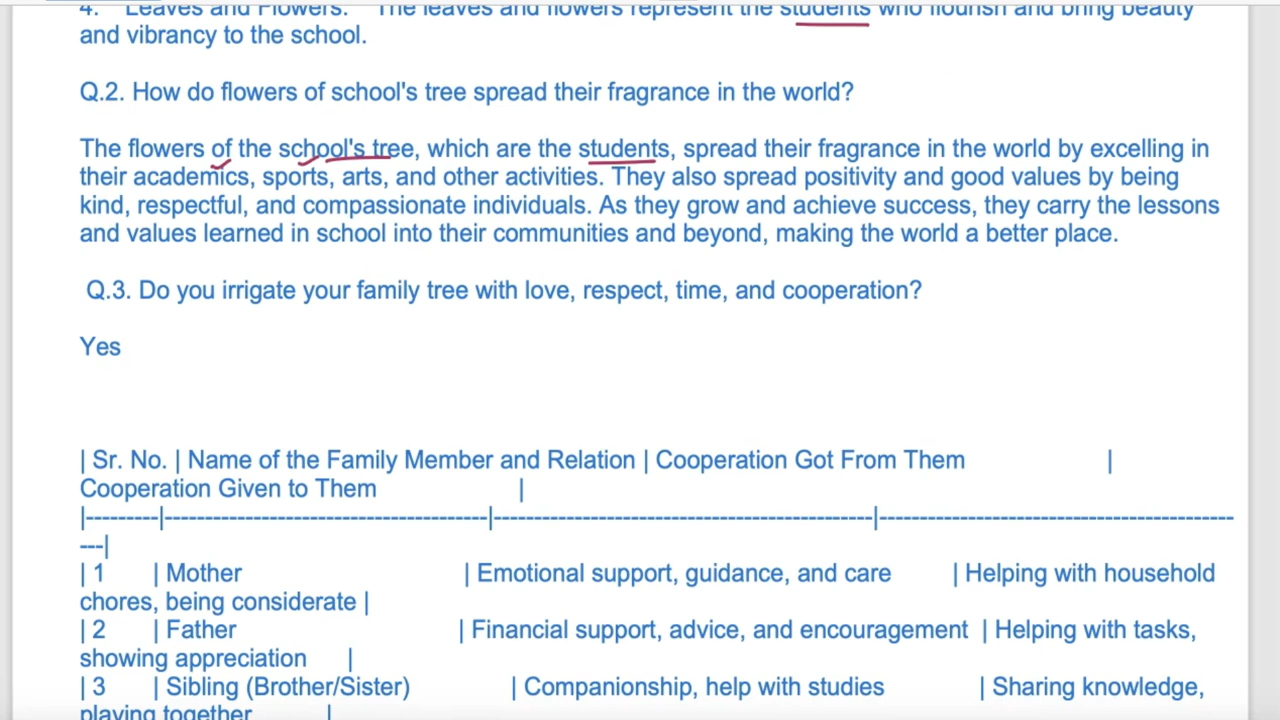 4. Leaves and Flowers: The leaves and flowers represent the students who flourish and bring beauty
and vibrancy to the school.
Q.2. How do flowers of school's tree spread their fragrance in the world?
The flowers of the school's tree, which are the students, spread their fragrance in the world by excelling in
their academics, sports, arts, and other activities. They also spread positivity and good values by being
kind, respectful, and compassionate individuals. As they grow and achieve success, they carry the lessons
and values learned in school into their communities and beyond, making the world a better place.
Q.3. Do you irrigate your family tree with love, respect, time, and cooperation?
Yes
| Sr. No. | Name of the Family Member and Relation | Cooperation Got From Them |
Cooperation Given to Them |
|---------|----------------------------------------|-----------------------------------------------|--------------------------------------------
---|
| 1 | Mother | Emotional support, guidance, and care | Helping with household
chores, being considerate |
| 2 | Father | Financial support, advice, and encouragement | Helping with tasks,
showing appreciation |
| 3 | Sibling (Brother/Sister) | Companionship, help with studies | Sharing knowledge,
playing together |